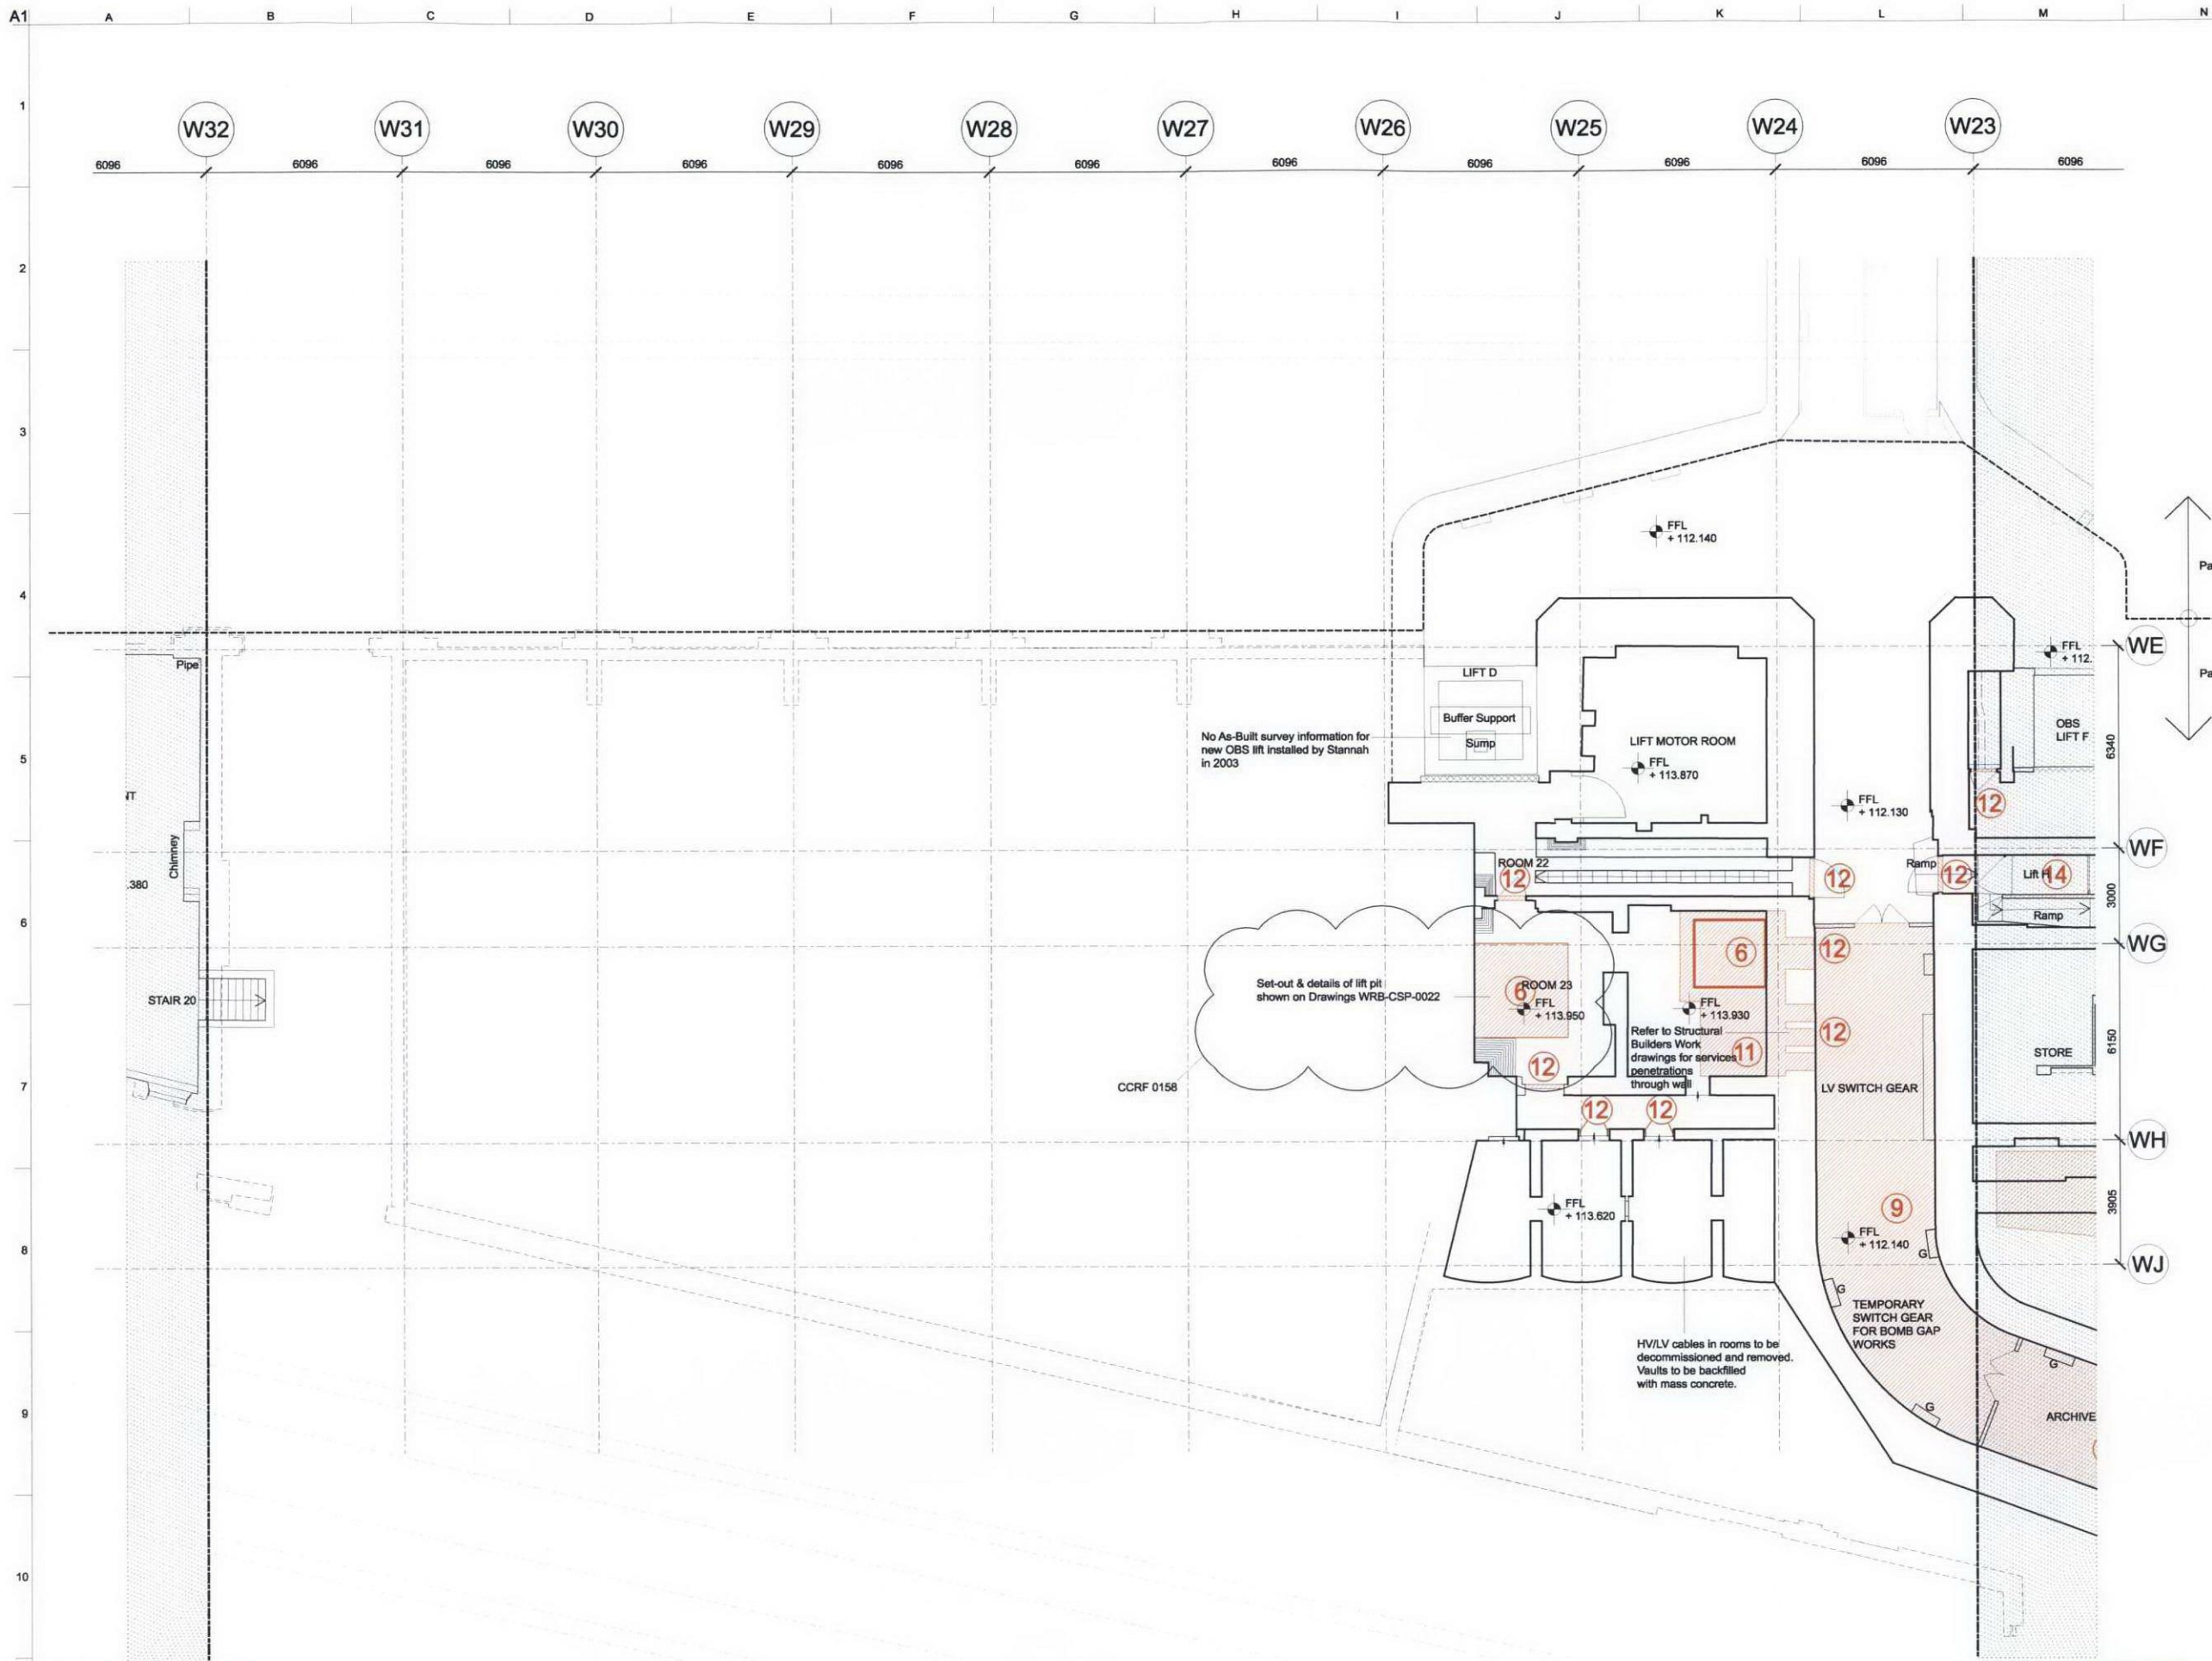 A1
A B C D E F G H I J K L M N
1
W32 W31 W30 W29 W28 W27 W26 W25 W24 W23
6096 6096 6096 6096 6096 6096 6096 6096 6096 6096 6096
2
3
FFL
+ 112.140
Pa
4
WE
Pipe
FFL
+ 112.
Pa
LIFT D
Buffer Support
Sump
No As-Built survey information for
new OBS lift installed by Stannah
in 2003
LIFT MOTOR ROOM
FFL
+ 113.870
OBS
LIFT F
6340
5
NT
FFL
+ 112.130
12
Chimney
WF
.380
ROOM 22
12
12
Ramp
12
Lift H
14
3000
Ramp
6
WG
6
12
Set-out & details of lift pit
shown on Drawings WRB-CSP-0022
6
ROOM 23
FFL
+ 113.950
FFL
+ 113.930
STAIR 20
Refer to Structural
Builders Work
drawings for services
penetrations
through wall
12
11
12
STORE
6150
7
CCRF 0158
LV SWITCH GEAR
12
12
WH
FFL
+ 113.620
9
3905
8
FFL
+ 112.140
G
WJ
G
TEMPORARY
SWITCH GEAR
FOR BOMB GAP
WORKS
HV/LV cables in rooms to be
decommissioned and removed.
Vaults to be backfilled
with mass concrete.
G
G
9
ARCHIVE
10